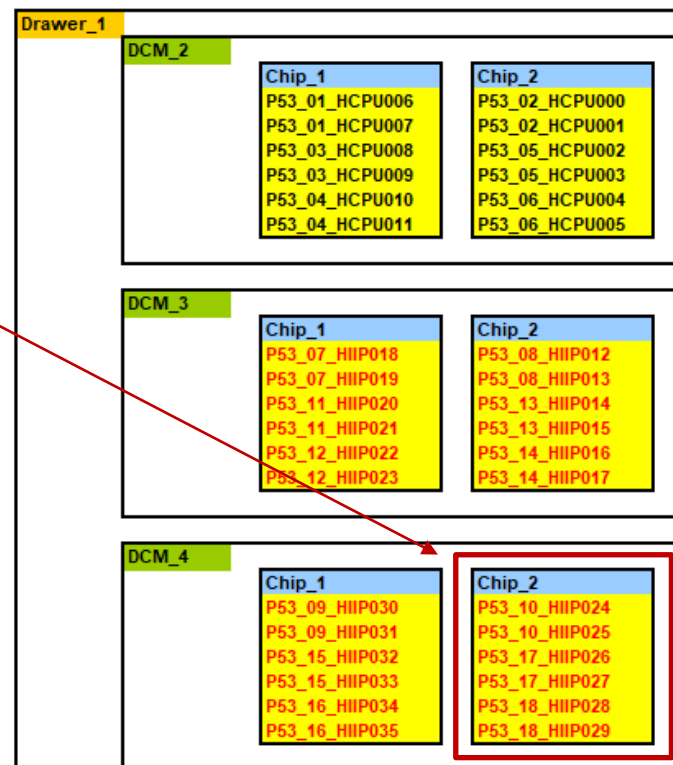 Drawer_1
DCM_2
Chip_1
P53_01_HCPU006
P53_01_HCPU007
P53_03_HCPU008
P53_03_HCPU009
P53_04_HCPU010
P53_04_HCPU011
Chip_2
P53_02_HCPU000
P53_02_HCPU001
P53_05_HCPU002
P53_05_HCPU003
P53_06_HCPU004
P53_06_HCPU005
DCM_3
Chip_1
P53_07_HIIP018
P53_07_HIIP019
P53_11_HIIP020
P53_11_HIIP021
P53_12_HIIP022
P53_12_HIIP023
Chip_2
P53_08_HIIP012
P53_08_HIIP013
P53_13_HIIP014
P53_13_HIIP015
P53_14_HIIP016
P53_14_HIIP017
DCM_4
Chip_1
P53_09_HIIP030
P53_09_HIIP031
P53_15_HIIP032
P53_15_HIIP033
P53_16_HIIP034
P53_16_HIIP035
Chip_2
P53_10_HIIP024
P53_10_HIIP025
P53_17_HIIP026
P53_17_HIIP027
P53_18_HIIP028
P53_18_HIIP029